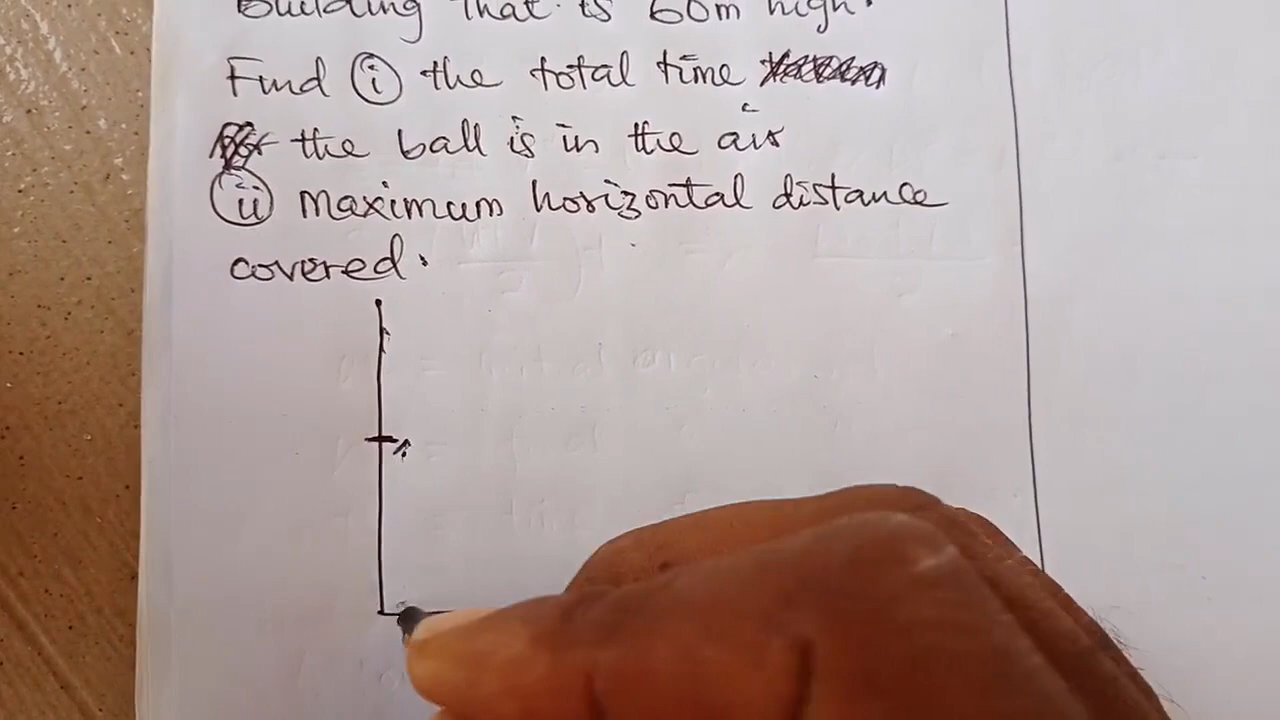 Building that is 60m high.
Find (i) the total time
the ball is in the air
(ii) maximum horizontal distance
covered.